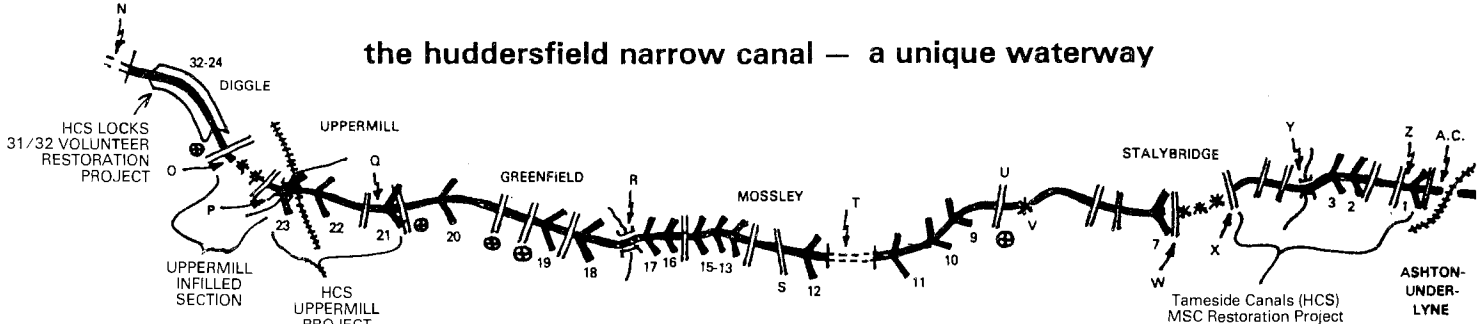 the huddersfield narrow canal — a unique waterway
N
32-24
DIGGLE
HCS LOCKS
31/32 VOLUNTEER
RESTORATION
PROJECT
O
UPPERMILL
P
Q
23
22
21
20
UPPERMILL
INFILLED
SECTION
HCS
UPPERMILL
PROJECT
GREENFIELD
19
18
R
17
16
15-13
MOSSLEY
S
12
T
11
10
9
U
V
STALYBRIDGE
7
W
X
Y
3
2
Z
1
A.C.
Tameside Canals (HCS)
MSC Restoration Project
ASHTON-
UNDER-
LYNE